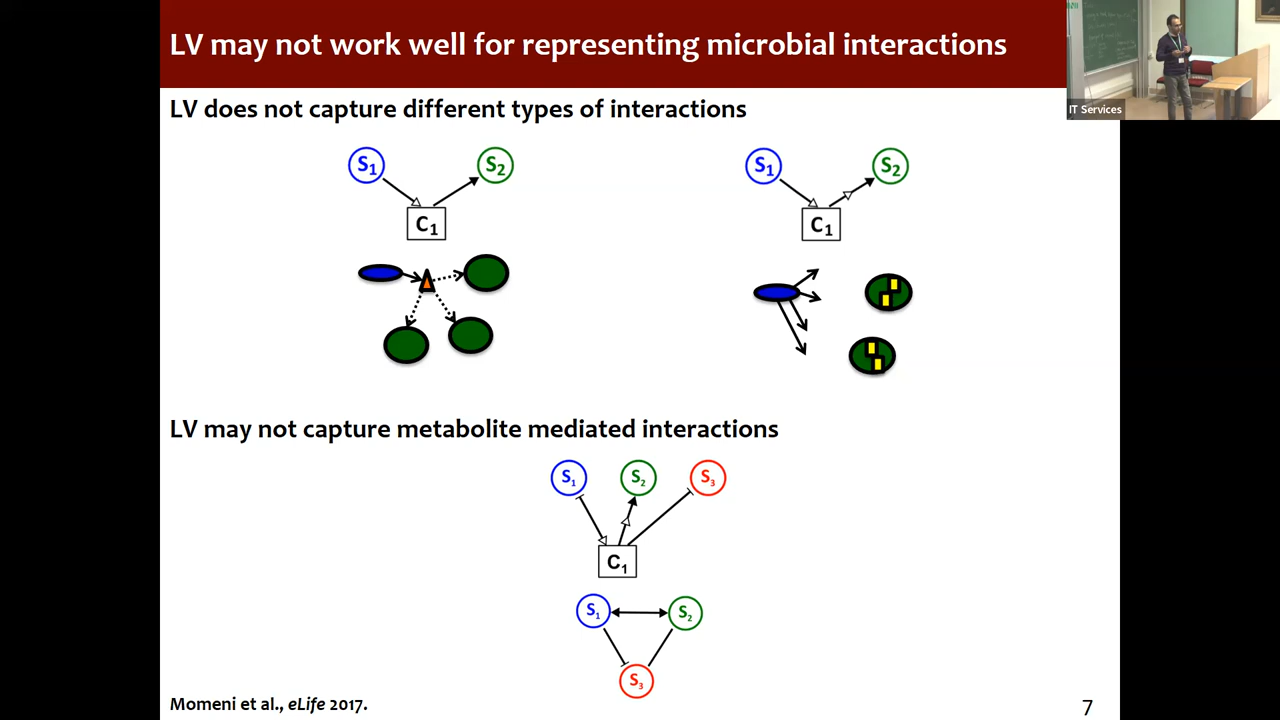 LV may not work well for representing microbial interactions
IT Services
LV does not capture different types of interactions
S1 S2
C1
S1 S2
C1
LV may not capture metabolite mediated interactions
S1 S2 S3
C1
S1 S2
S3
Momeni et al., eLife 2017.
7